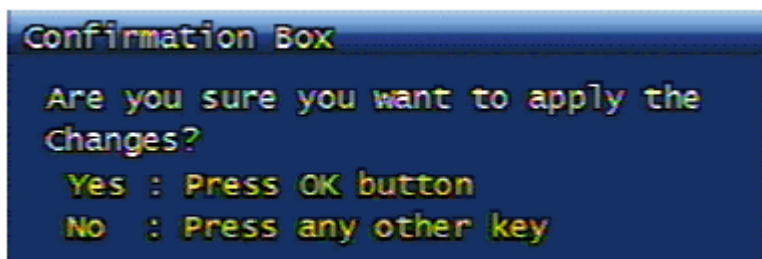 Confirmation Box
Are you sure you want to apply the
Changes?
Yes : Press OK button
No : Press any other key